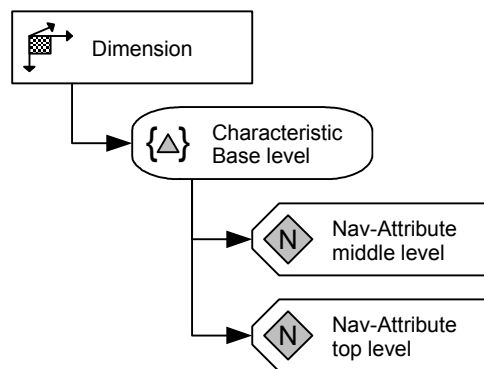 Dimension
{ }
Characteristic
Base level
N
Nav-Attribute
middle level
N
Nav-Attribute
top level